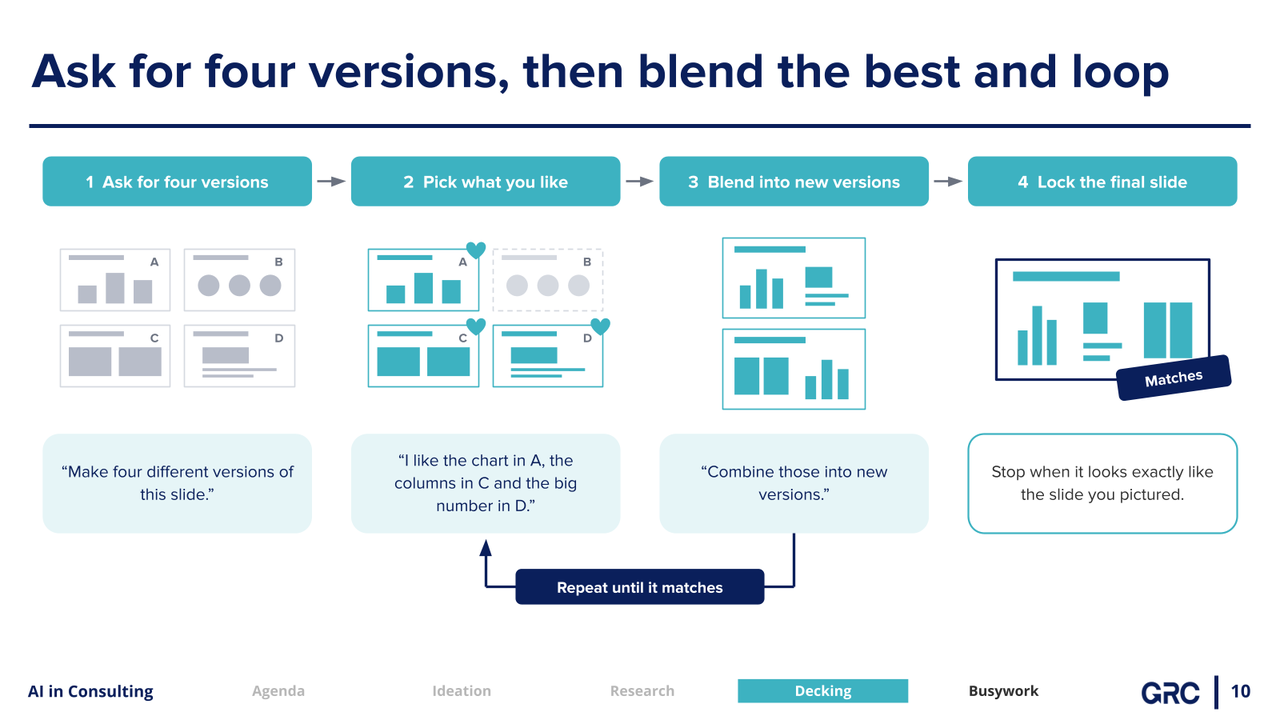 Ask for four versions, then blend the best and loop
1 Ask for four versions
2 Pick what you like
3 Blend into new versions
4 Lock the final slide
A
B
C
D
A
B
C
D
Matches
“Make four different versions of
this slide.”
“I like the chart in A, the
columns in C and the big
number in D.”
“Combine those into new
versions.”
Stop when it looks exactly like
the slide you pictured.
Repeat until it matches
AI in Consulting
Agenda
Ideation
Research
Decking
Busywork
GRC
10